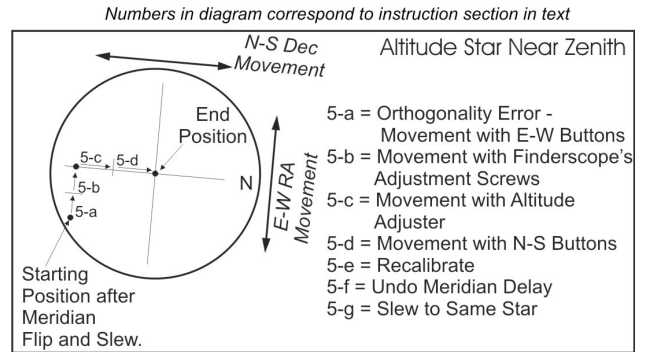 Numbers in diagram correspond to instruction section in text
N-S Dec
Movement
Altitude Star Near Zenith
End
Position
5-c
5-d
5-b
5-a
N
E-W RA
Movement
Starting
Position after
Meridian
Flip and Slew.
5-a = Orthogonality Error -
Movement with E-W Buttons
5-b = Movement with Finderscope's
Adjustment Screws
5-c = Movement with Altitude
Adjuster
5-d = Movement with N-S Buttons
5-e = Recalibrate
5-f = Undo Meridian Delay
5-g = Slew to Same Star